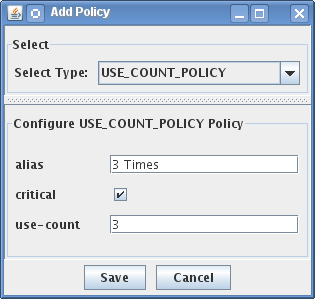 Add Policy
Select
Select Type: USE_COUNT_POLICY
Configure USE_COUNT_POLICY Policy
alias 3 Times
critical
use-count 3
Save Cancel